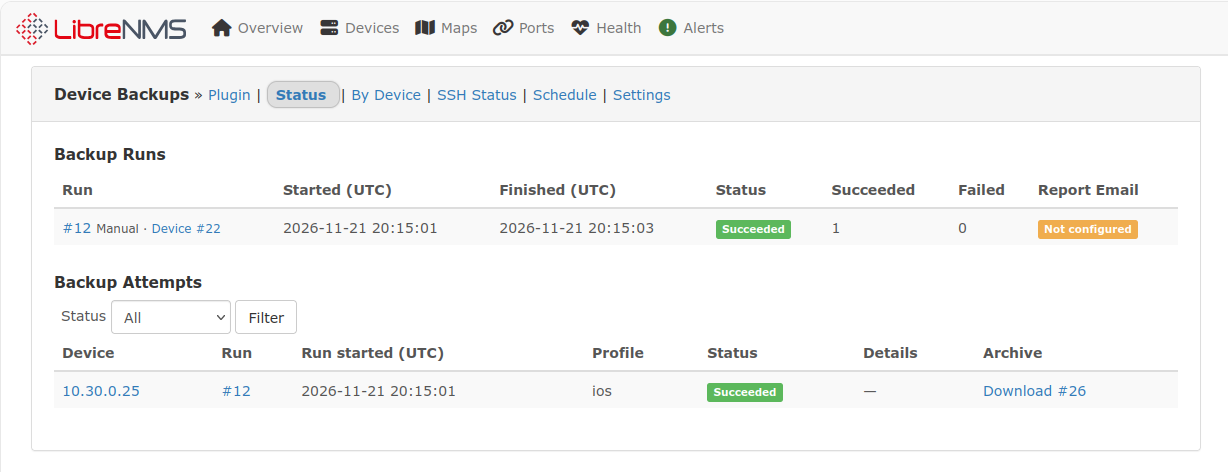 LibreNMS Overview Devices Maps Ports Health Alerts
Device Backups » Plugin | Status | By Device | SSH Status | Schedule | Settings
Backup Runs
Run Started (UTC) Finished (UTC) Status Succeeded Failed Report Email
#12 Manual · Device #22 2026-11-21 20:15:01 2026-11-21 20:15:03 Succeeded 1 0 Not configured
Backup Attempts
Status All Filter
Device Run Run started (UTC) Profile Status Details Archive
10.30.0.25 #12 2026-11-21 20:15:01 ios Succeeded — Download #26